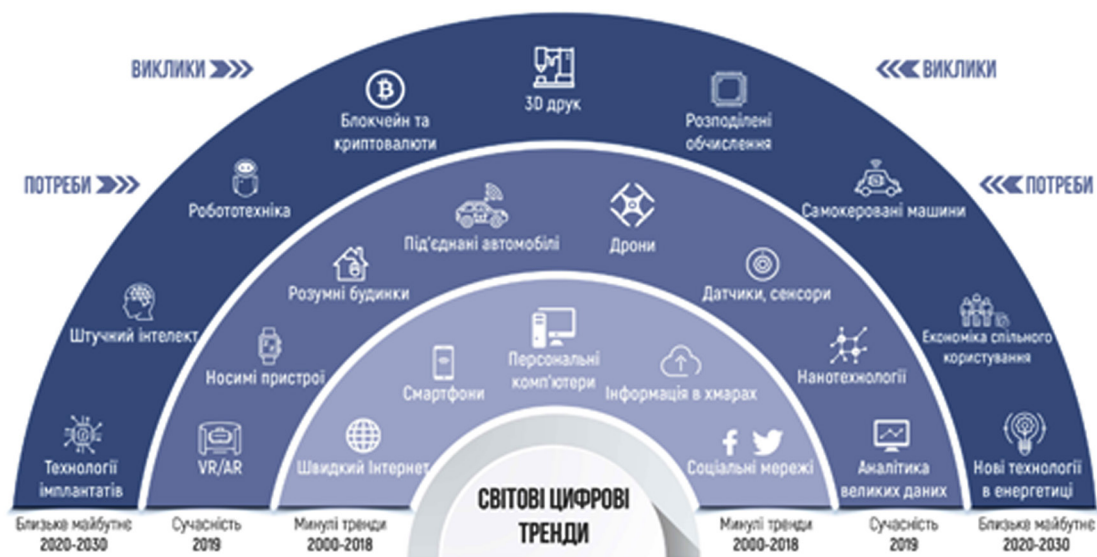 ВИКЛИКИ
ВИКЛИКИ
3D друк
Блокчейн та
криптовалюти
Розподілені
обчислення
ПОТРЕБИ
ПОТРЕБИ
Робототехніка
Самокеровані машини
Під'єднані автомобілі
Дрони
Розумні будинки
Датчики, сенсори
Штучний інтелект
Економіка спільного
користування
Носимі пристрої
Нанотехнології
Смартфони
Персональні
комп'ютери
Інформація в хмарах
Технології
імплантатів
VR/AR
Швидкий Інтернет
Соціальні мережі
Аналітика
великих даних
Нові технології
в енергетиці
СВІТОВІ ЦИФРОВІ
ТРЕНДИ
Близьке майбутнє
2020-2030
Сучасність
2019
Минулі тренди
2000-2018
Минулі тренди
2000-2018
Сучасність
2019
Близьке майбутнє
2020-2030